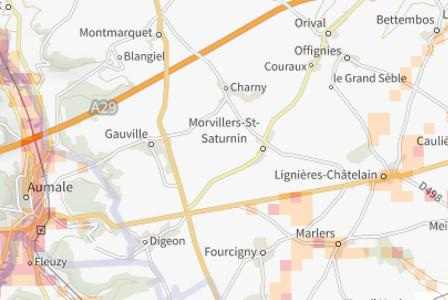 Orival
Bettembos
Montmarquet
Offignies
Blangiel
Couraux
le Grand Sèble
Charny
A29
Morvillers-St-
Saturnin
Gauville
Lignières-Châtelain
Aumale
D498
Marlers
Digeon
Fourcigny
Fleuzy